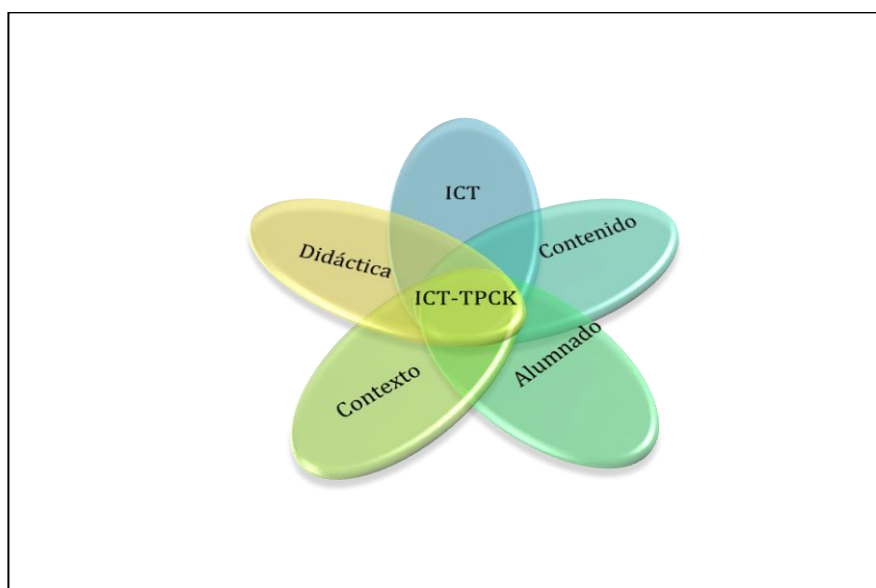 ICT
Contenido
Didáctica
ICT-TPCK
Alumnado
Contexto